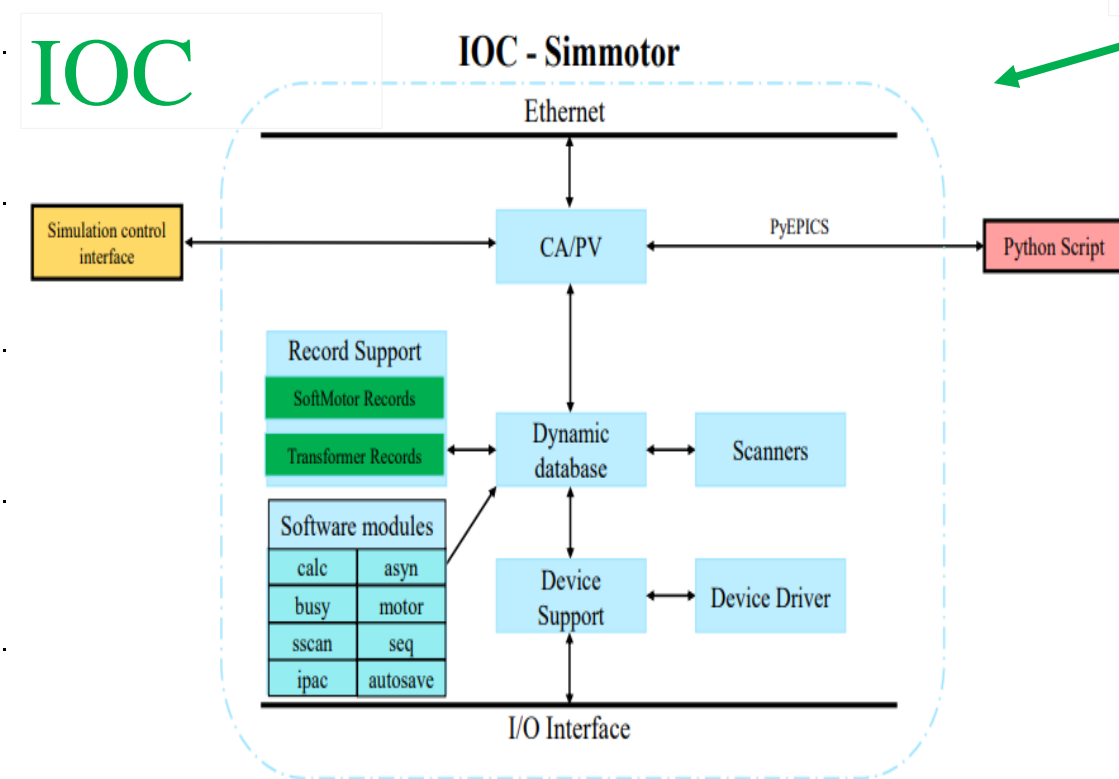 IOC
IOC - Simmotor
Ethernet
Simulation control
interface
CA/PV
PyEPICS
Python Script
Record Support
SoftMotor Records
Transformer Records
Dynamic
database
Scanners
Software modules
calc
asyn
busy
motor
sscan
seq
ipac
autosave
Device
Support
Device Driver
I/O Interface